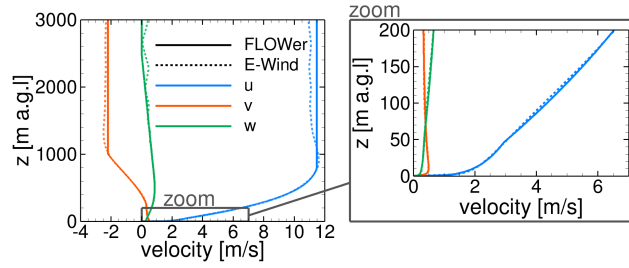 zoom
3000
2000
1000
0
z [m a.g.l]
FLOWer
E-Wind
u
v
w
zoom
-4 -2 0 2 4 6 8 10 12
velocity [m/s]
200
150
100
50
0
z [m a.g.l]
0 2 4 6
velocity [m/s]